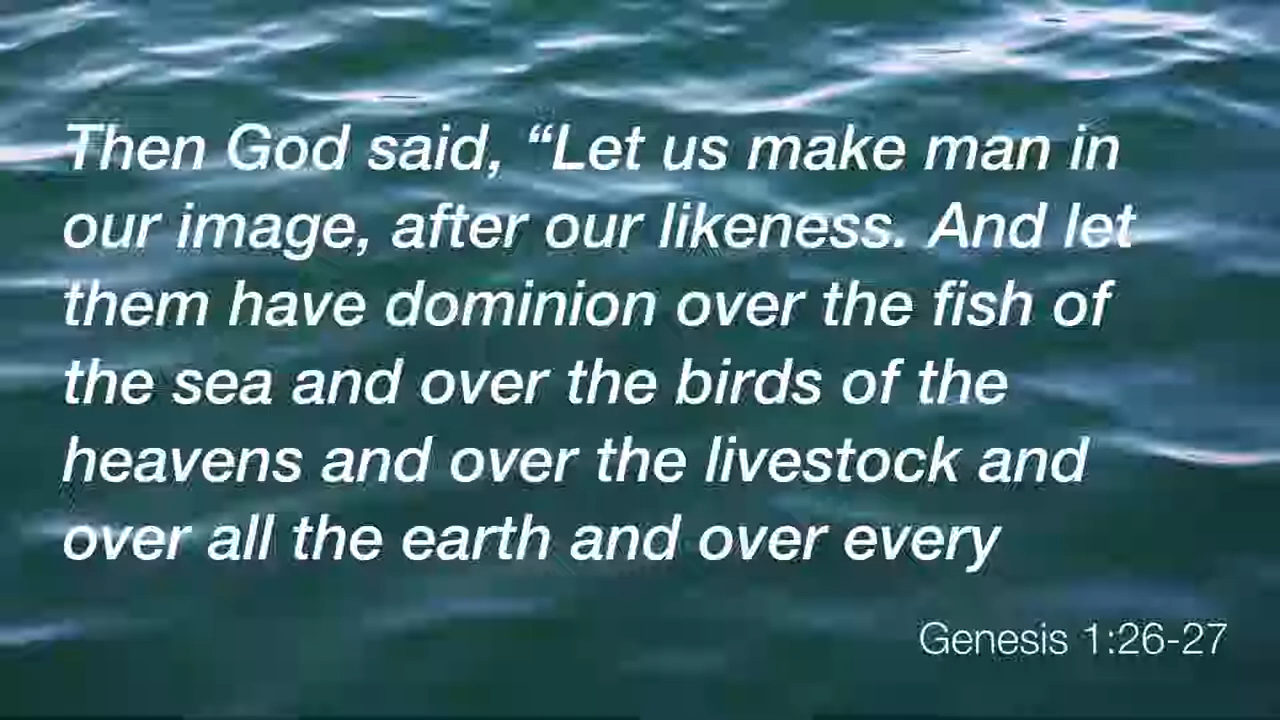 Then God said, “Let us make man in
our image, after our likeness. And let
them have dominion over the fish of
the sea and over the birds of the
heavens and over the livestock and
over all the earth and over every
Genesis 1:26-27